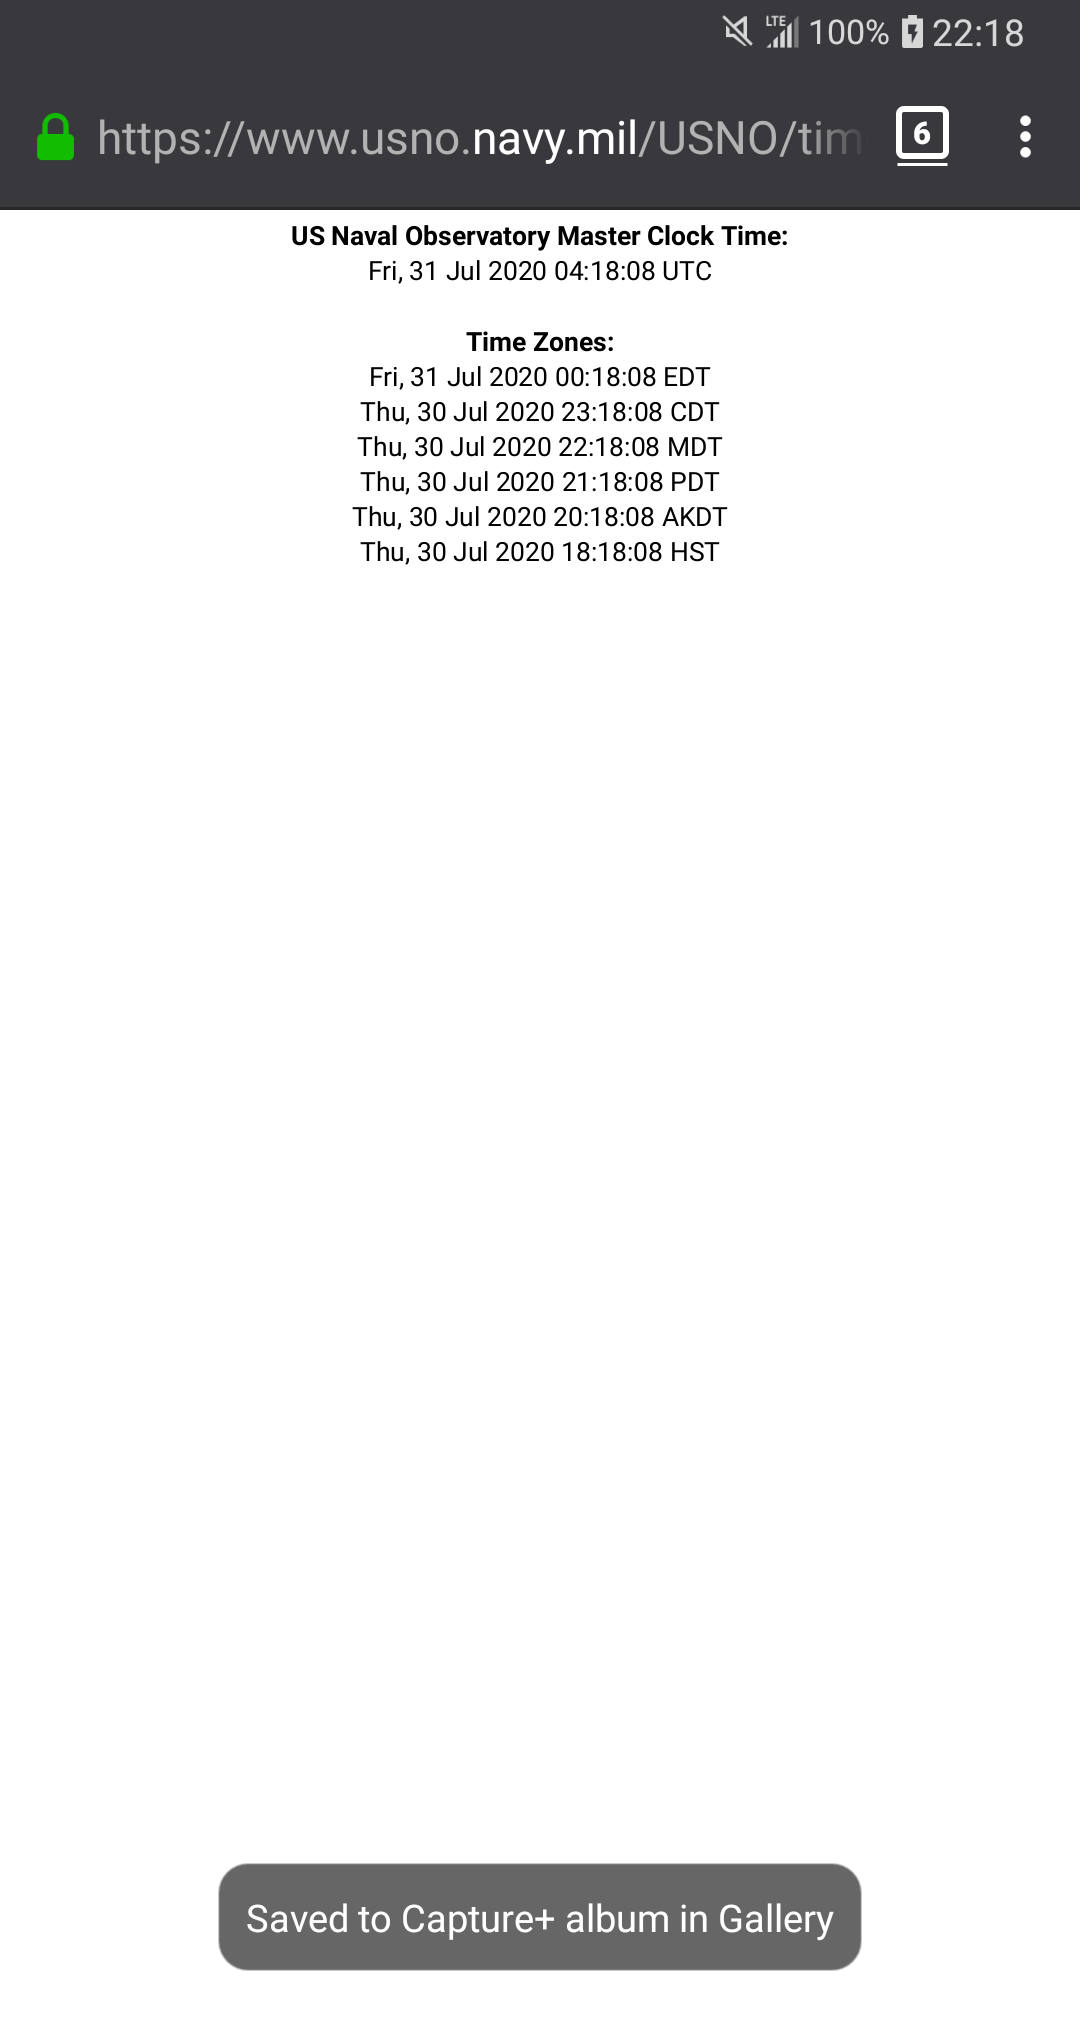 LTE 100% 22:18
https://www.usno.navy.mil/USNO/tim
6
US Naval Observatory Master Clock Time:
Fri, 31 Jul 2020 04:18:08 UTC
Time Zones:
Fri, 31 Jul 2020 00:18:08 EDT
Thu, 30 Jul 2020 23:18:08 CDT
Thu, 30 Jul 2020 22:18:08 MDT
Thu, 30 Jul 2020 21:18:08 PDT
Thu, 30 Jul 2020 20:18:08 AKDT
Thu, 30 Jul 2020 18:18:08 HST
Saved to Capture+ album in Gallery